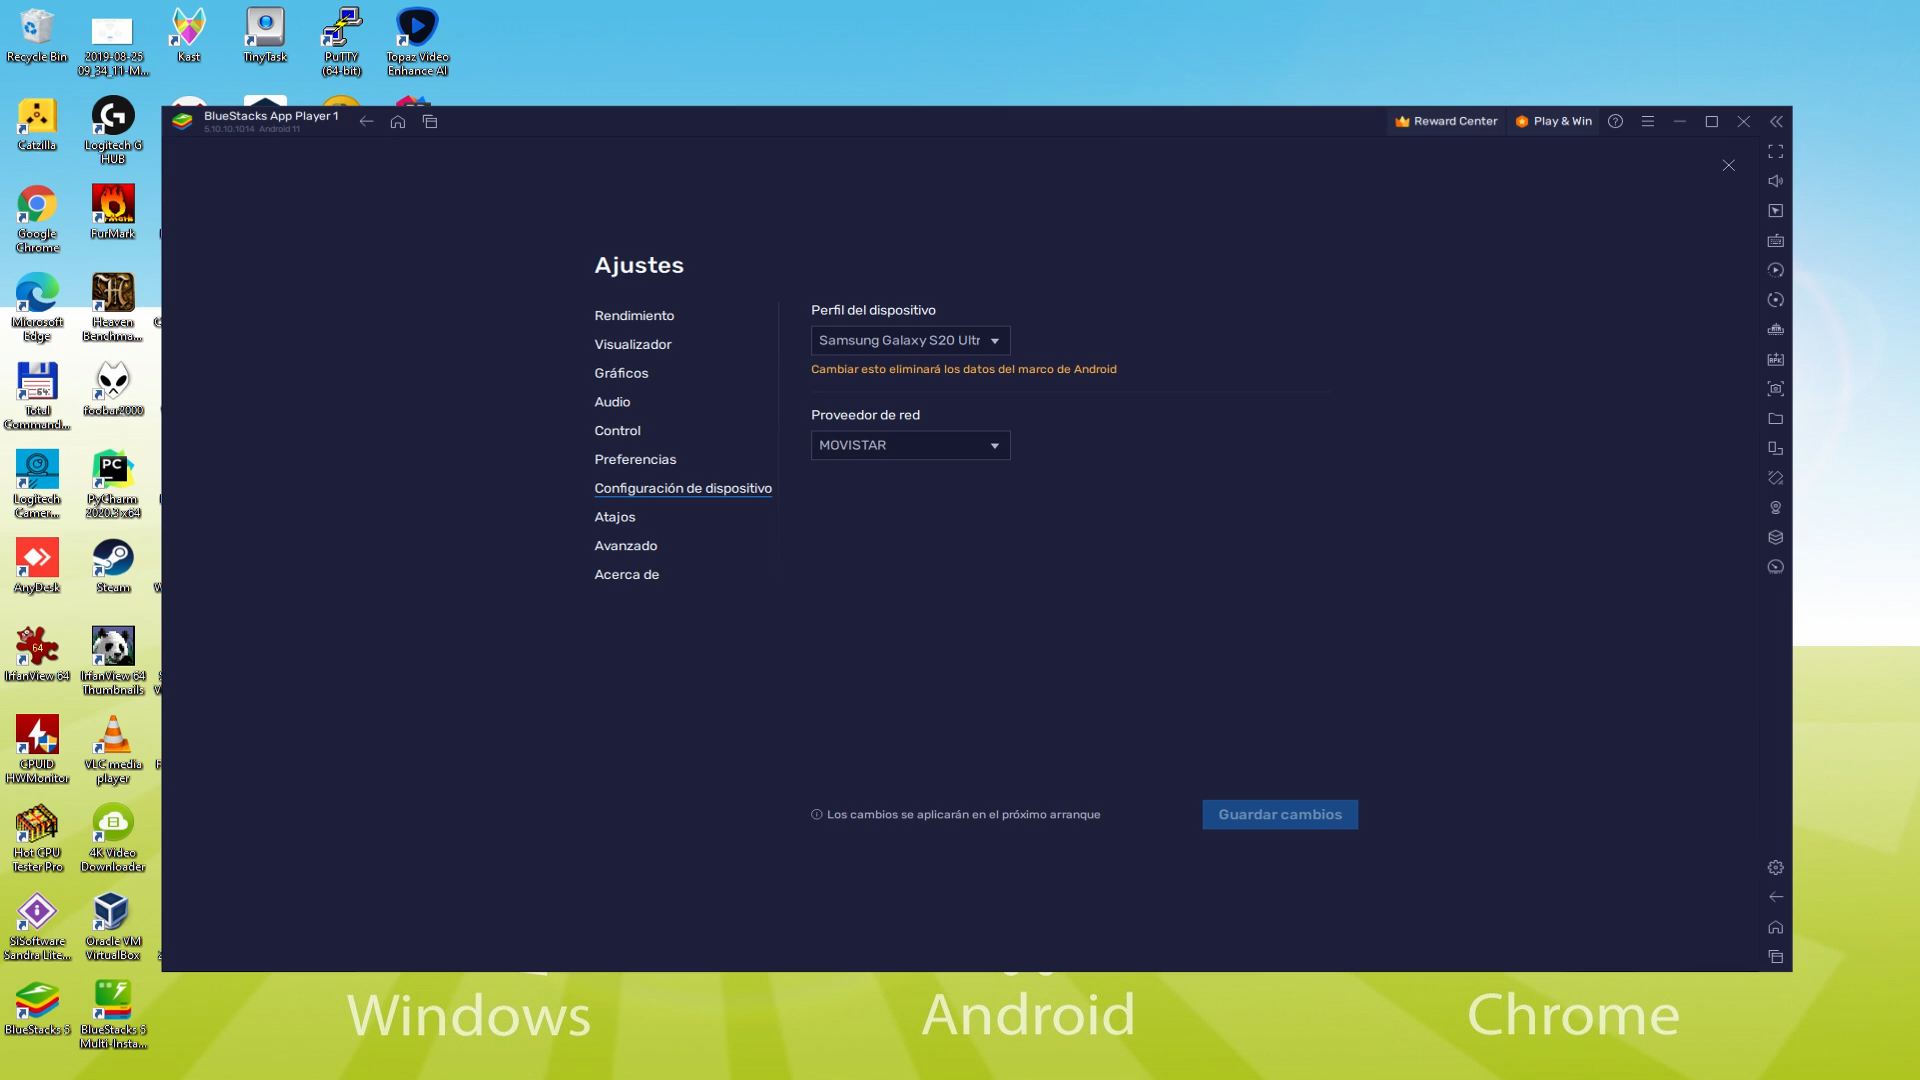 Recycle Bin
2019-08-25
09_34_11-M...
Kast
TinyTask
PuTTY
(64-bit)
Topaz Video
Enhance AI
Catzilla
Logitech G
HUB
Google
Chrome
FurMark
Microsoft
Edge
Heaven
Benchma...
Total
Command...
foobar2000
Logitech
Camer...
PyCharm
2020.3 x64
AnyDesk
Steam
IrfanView 64
IrfanView 64
Thumbnails
CPUID
HWMonitor
VLC media
player
Hot CPU
Tester Pro
4K Video
Downloader
SiSoftware
Sandra Lite...
Oracle VM
VirtualBox
BlueStacks 5
BlueStacks 5
Multi-Insta...
BlueStacks App Player 1
5.10.10.1014 Android 11
Reward Center
Play & Win
Ajustes
Rendimiento
Visualizador
Gráficos
Audio
Control
Preferencias
Configuración de dispositivo
Atajos
Avanzado
Acerca de
Perfil del dispositivo
Samsung Galaxy S20 Ultr
Cambiar esto eliminará los datos del marco de Android
Proveedor de red
MOVISTAR
Los cambios se aplicarán en el próximo arranque
Guardar cambios
Windows
Android
Chrome